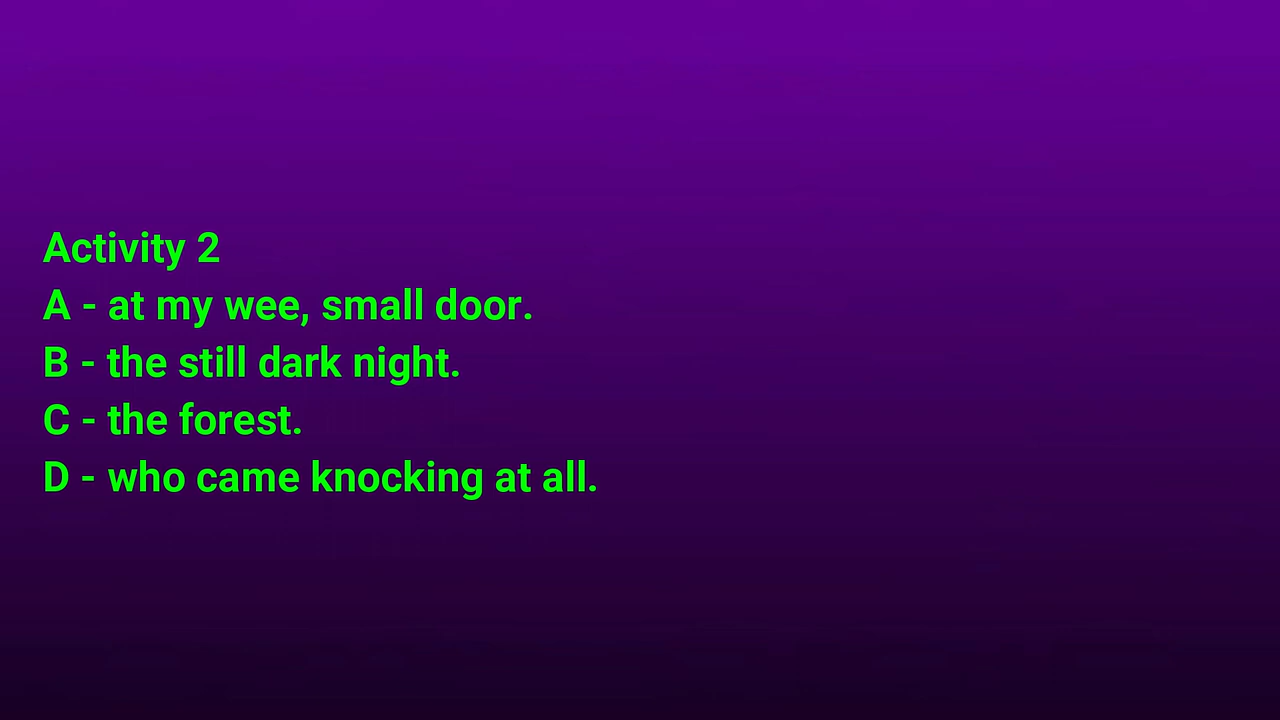 Activity 2
A - at my wee, small door.
B - the still dark night.
C - the forest.
D - who came knocking at all.